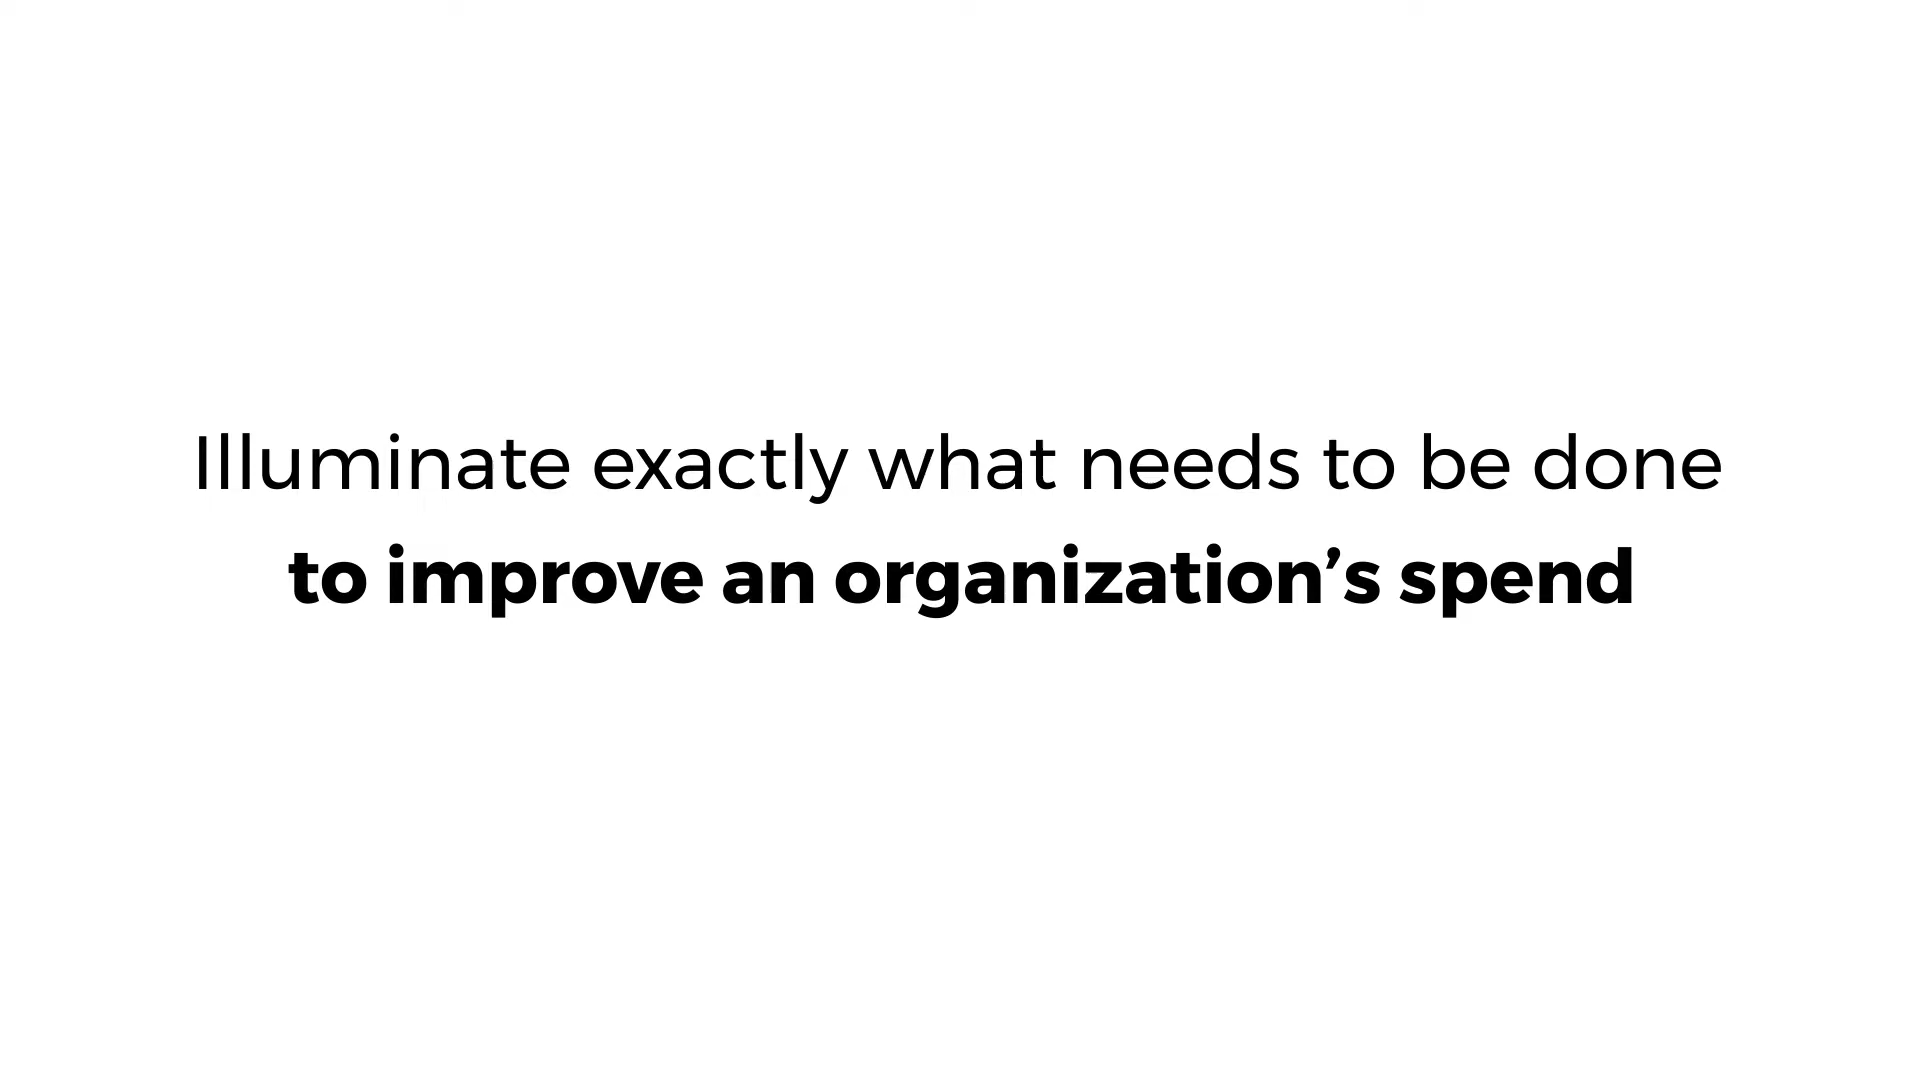 Illuminate exactly what needs to be done
to improve an organization’s spend